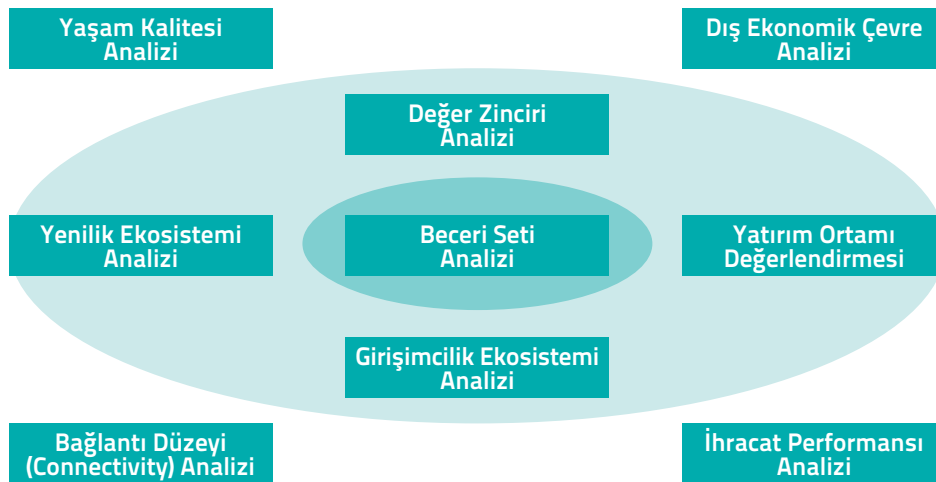 Yaşam Kalitesi
Analizi
Dış Ekonomik Çevre
Analizi
Değer Zinciri
Analizi
Yenilik Ekosistemi
Analizi
Beceri Seti
Analizi
Yatırım Ortamı
Değerlendirmesi
Girişimcilik Ekosistemi
Analizi
Bağlantı Düzeyi
(Connectivity) Analizi
İhracat Performansı
Analizi